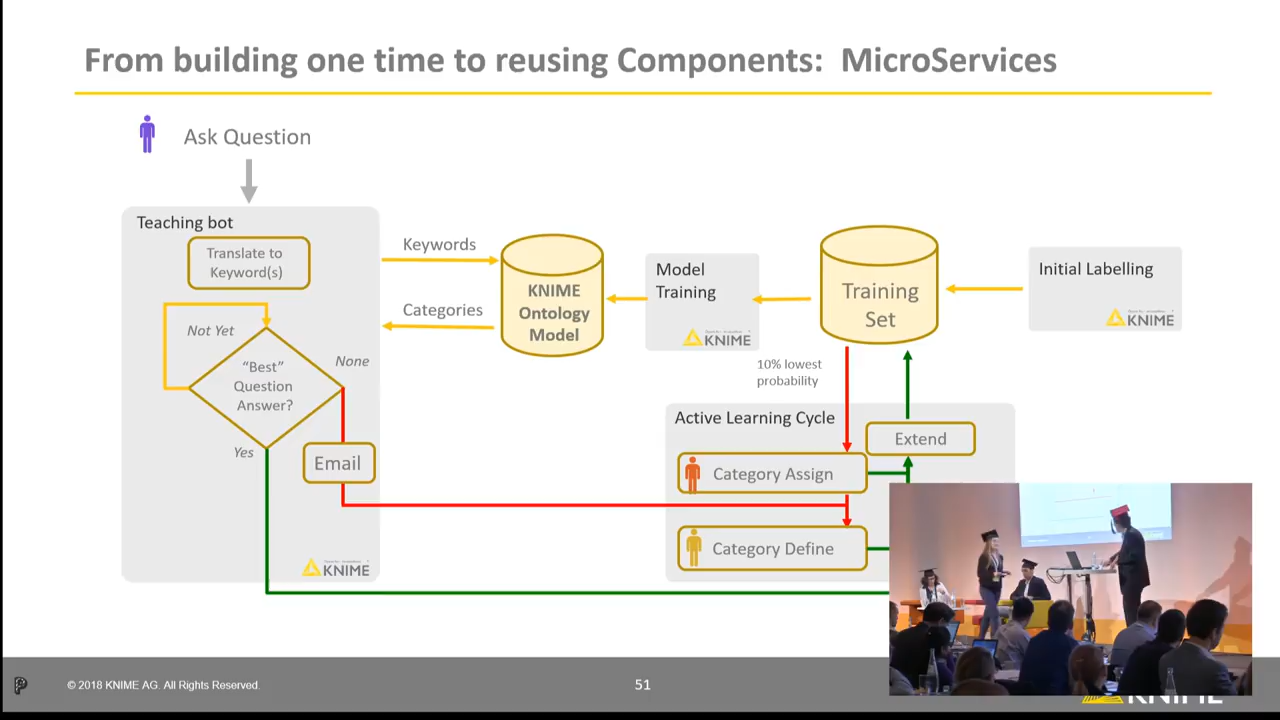 From building one time to reusing Components: MicroServices
Ask Question
Teaching bot
Translate to
Keyword(s)
Not Yet
"Best"
Question
Answer?
None
Yes
Email
KNIME
Keywords
Categories
KNIME
Ontology
Model
Model
Training
KNIME
Training
Set
Initial Labelling
KNIME
10% lowest
probability
Active Learning Cycle
Extend
Category Assign
Category Define
© 2018 KNIME AG. All Rights Reserved.
51
KNIME